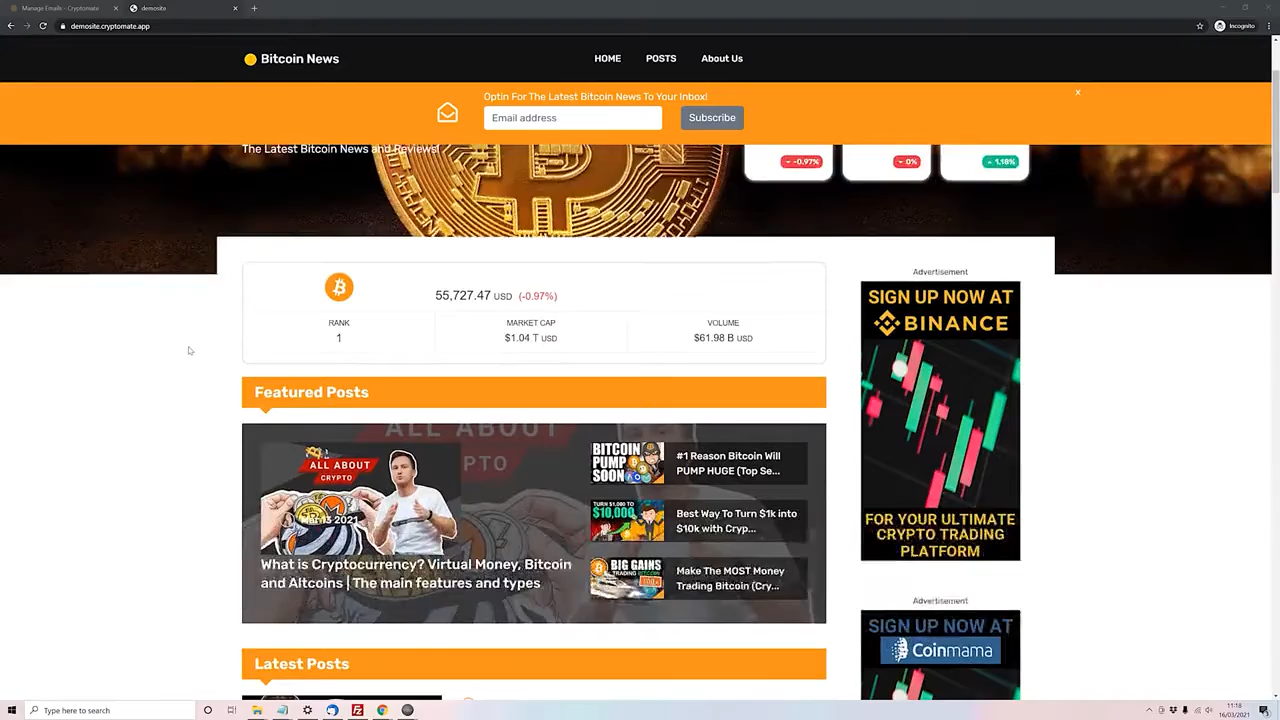 Manage Emails - Cryptomate
demosite
demosite.cryptomate.app
Incognito
Bitcoin News
HOME
POSTS
About Us
Optin For The Latest Bitcoin News To Your Inbox!
Email address
Subscribe
x
The Latest Bitcoin News and Reviews!
-0.97%
0%
1.18%
55,727.47 USD (-0.97%)
RANK
1
MARKET CAP
$1.04 T USD
VOLUME
$61.98 B USD
Featured Posts
ALL ABOUT
CRYPTO
ALL ABOUT
CRYPTO
Mar 13 2021
What is Cryptocurrency? Virtual Money, Bitcoin
and Altcoins | The main features and types
BITCOIN
PUMP
SOON
#1 Reason Bitcoin Will
PUMP HUGE (Top Se...
TURN $1,000 TO
$10,000
Best Way To Turn $1k into
$10k with Cryp...
BIG GAINS
Make The MOST Money
Trading Bitcoin (Cry...
Latest Posts
Advertisement
SIGN UP NOW AT
BINANCE
FOR YOUR ULTIMATE
CRYPTO TRADING
PLATFORM
Advertisement
SIGN UP NOW AT
Coinmama
Type here to search
11:18
16/03/2021